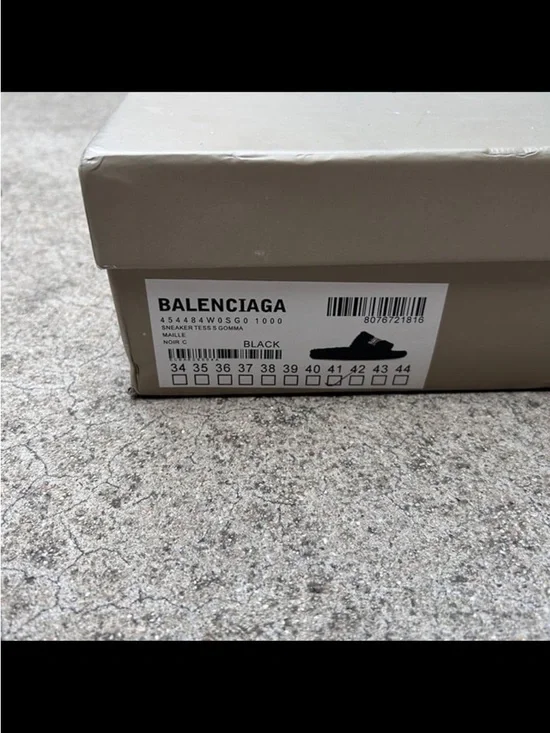 BALENCIAGA
454484W0SG0 1000
SNEAKER TESS S GOMMA
MAILLE
NOIR C
BLACK
8076721816
34 35 36 37 38 39 40 41 42 43 44